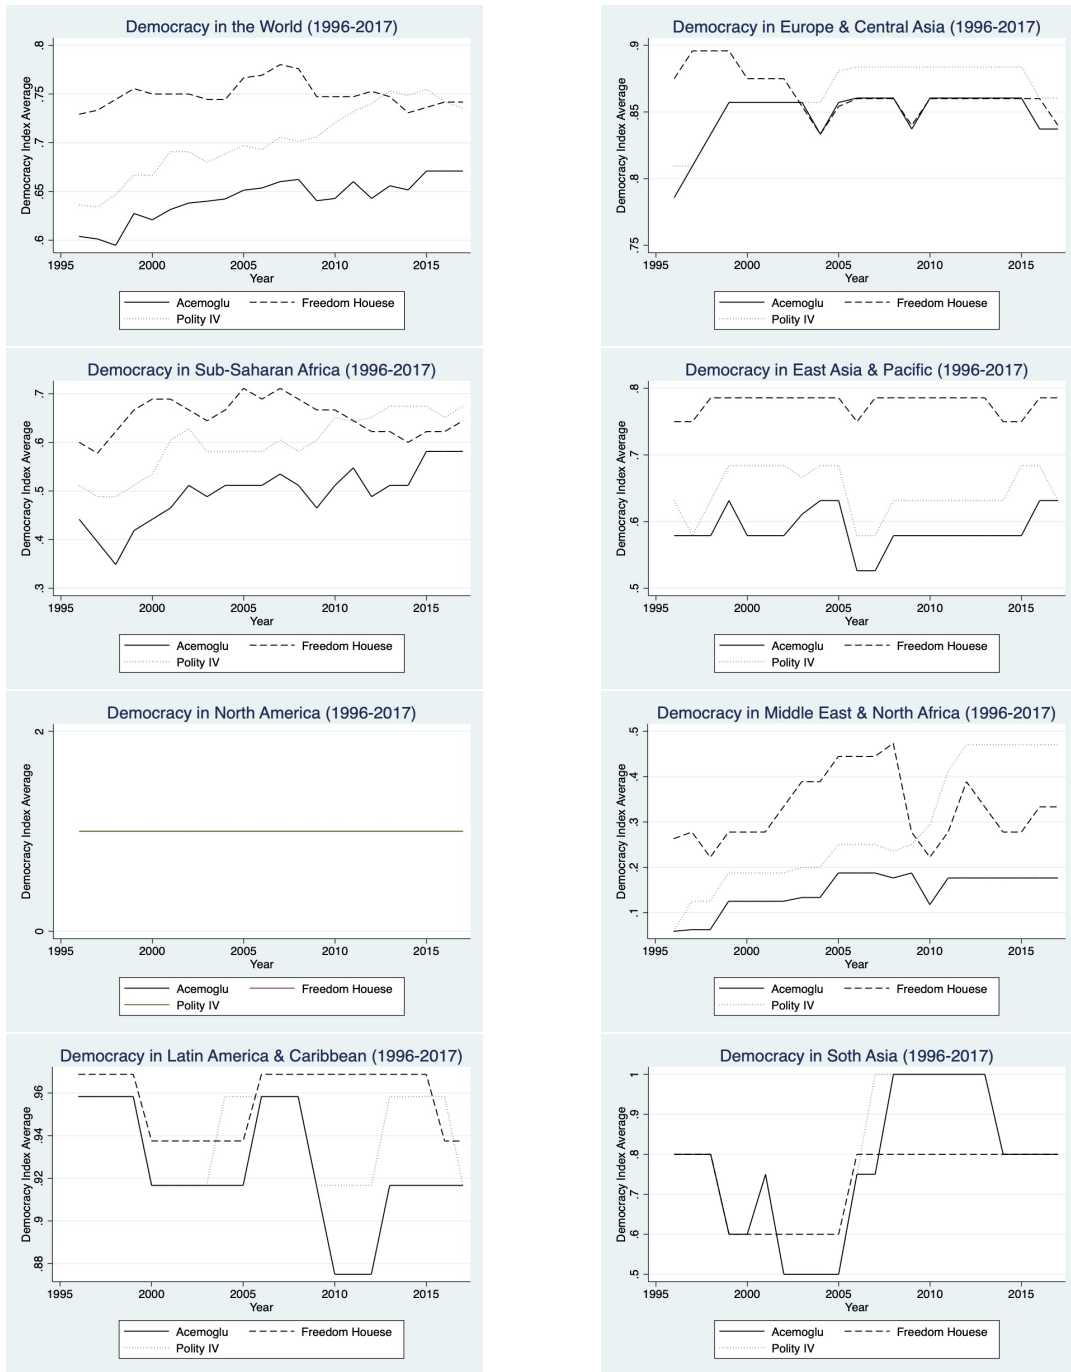 Democracy in the World (1996-2017)
Democracy Index Average
.8
.75
.7
.65
.6
1995 2000 2005 2010 2015
Year
Acemoglu Freedom Houese
Polity IV
Democracy in Europe & Central Asia (1996-2017)
Democracy Index Average
.9
.85
.8
.75
1995 2000 2005 2010 2015
Year
Acemoglu Freedom Houese
Polity IV
Democracy in Sub-Saharan Africa (1996-2017)
Democracy Index Average
.7
.6
.5
.4
.3
1995 2000 2005 2010 2015
Year
Acemoglu Freedom Houese
Polity IV
Democracy in East Asia & Pacific (1996-2017)
Democracy Index Average
.8
.7
.6
.5
1995 2000 2005 2010 2015
Year
Acemoglu Freedom Houese
Polity IV
Democracy in North America (1996-2017)
Democracy Index Average
2
1
0
1995 2000 2005 2010 2015
Year
Acemoglu Freedom Houese
Polity IV
Democracy in Middle East & North Africa (1996-2017)
Democracy Index Average
.5
.4
.3
.2
.1
1995 2000 2005 2010 2015
Year
Acemoglu Freedom Houese
Polity IV
Democracy in Latin America & Caribbean (1996-2017)
Democracy Index Average
.96
.94
.92
.9
.88
1995 2000 2005 2010 2015
Year
Acemoglu Freedom Houese
Polity IV
Democracy in Soth Asia (1996-2017)
Democracy Index Average
1
.9
.8
.7
.6
.5
1995 2000 2005 2010 2015
Year
Acemoglu Freedom Houese
Polity IV